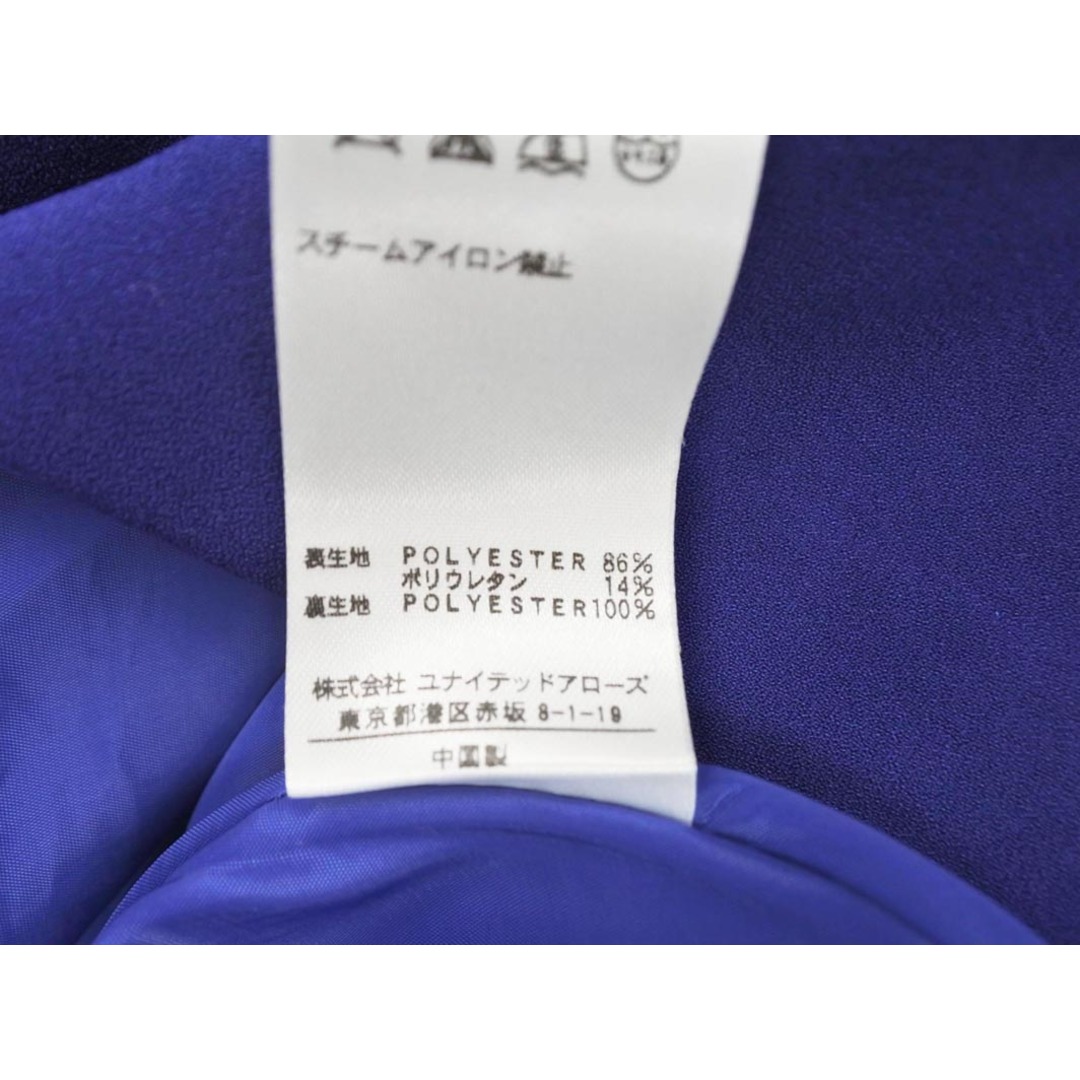 スチームアイロン禁止
表生地 POLYESTER 86%
ポリウレタン 14%
裏生地 POLYESTER100%
株式会社 ユナイテッドアローズ
東京都港区赤坂 8-1-19
中国製